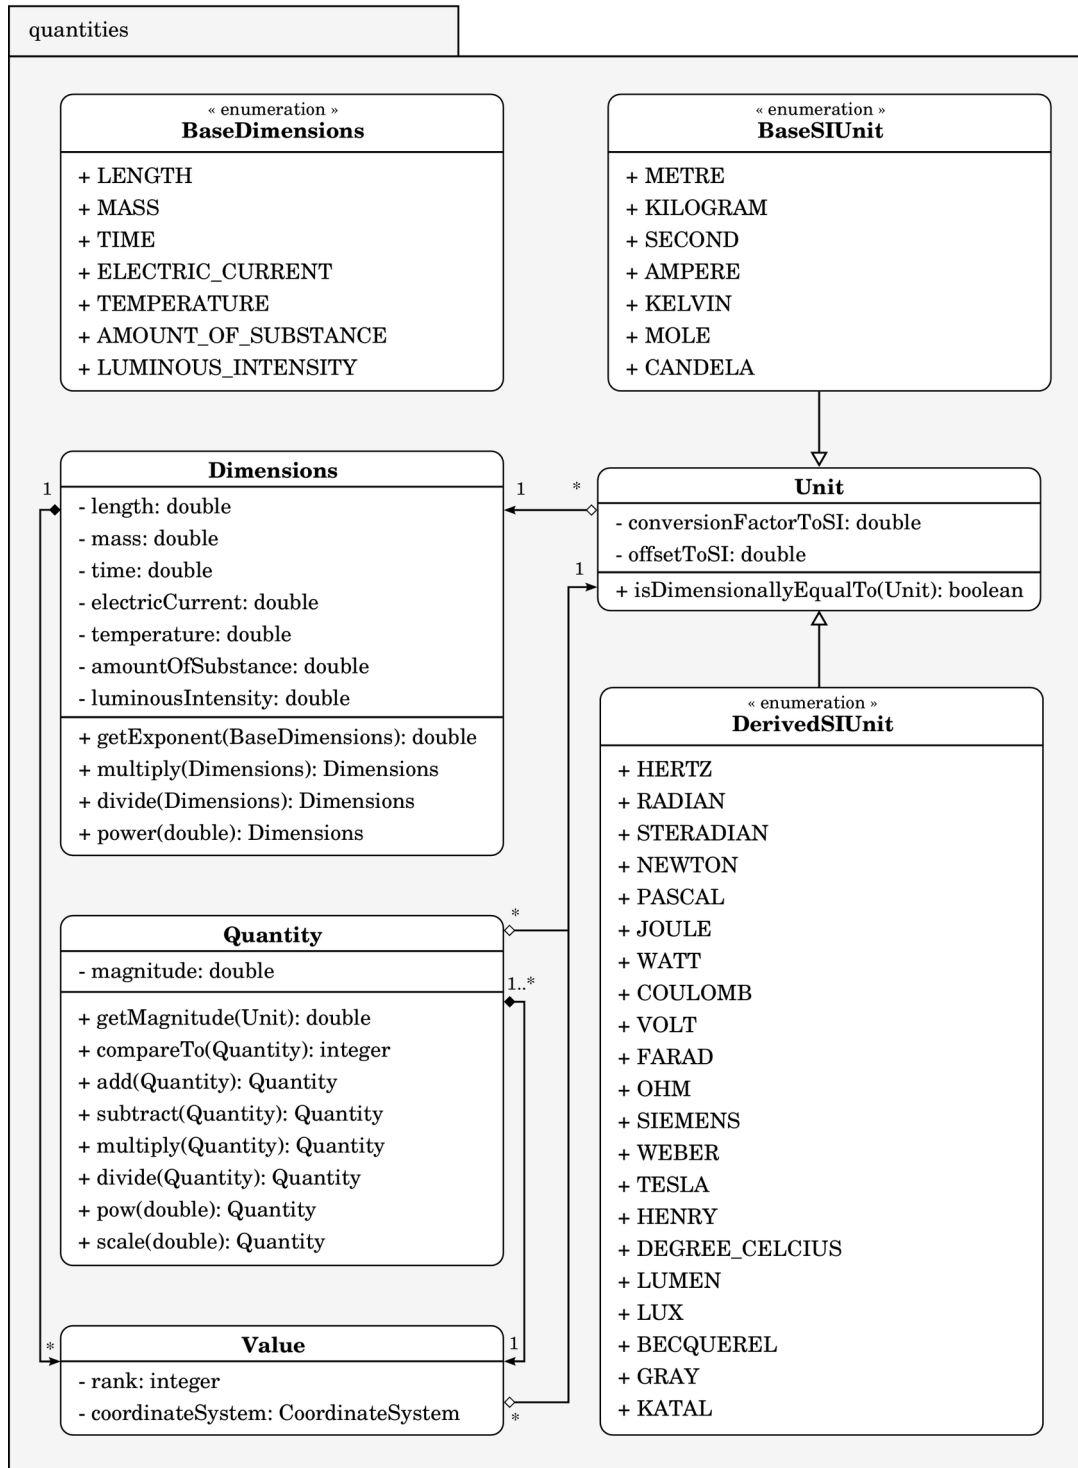 quantities
« enumeration »
BaseDimensions
+ LENGTH
+ MASS
+ TIME
+ ELECTRIC_CURRENT
+ TEMPERATURE
+ AMOUNT_OF_SUBSTANCE
+ LUMINOUS_INTENSITY
« enumeration »
BaseSIUnit
+ METRE
+ KILOGRAM
+ SECOND
+ AMPERE
+ KELVIN
+ MOLE
+ CANDELA
1
Dimensions
- length: double
- mass: double
- time: double
- electricCurrent: double
- temperature: double
- amountOfSubstance: double
- luminousIntensity: double
+ getExponent(BaseDimensions): double
+ multiply(Dimensions): Dimensions
+ divide(Dimensions): Dimensions
+ power(double): Dimensions
1
*
1
Unit
- conversionFactorToSI: double
- offsetToSI: double
+ isDimensionallyEqualTo(Unit): boolean
Quantity
- magnitude: double
+ getMagnitude(Unit): double
+ compareTo(Quantity): integer
+ add(Quantity): Quantity
+ subtract(Quantity): Quantity
+ multiply(Quantity): Quantity
+ divide(Quantity): Quantity
+ pow(double): Quantity
+ scale(double): Quantity
*
1..*
*
Value
- rank: integer
- coordinateSystem: CoordinateSystem
1
*
« enumeration »
DerivedSIUnit
+ HERTZ
+ RADIAN
+ STERADIAN
+ NEWTON
+ PASCAL
+ JOULE
+ WATT
+ COULOMB
+ VOLT
+ FARAD
+ OHM
+ SIEMENS
+ WEBER
+ TESLA
+ HENRY
+ DEGREE_CELCIUS
+ LUMEN
+ LUX
+ BECQUEREL
+ GRAY
+ KATAL